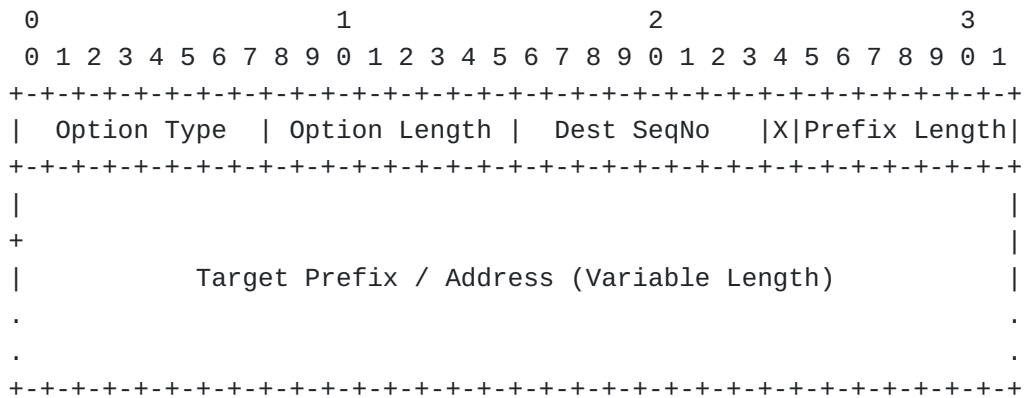 0                   1                   2                   3
 0 1 2 3 4 5 6 7 8 9 0 1 2 3 4 5 6 7 8 9 0 1 2 3 4 5 6 7 8 9 0 1
+-+-+-+-+-+-+-+-+-+-+-+-+-+-+-+-+-+-+-+-+-+-+-+-+-+-+-+-+-+-+-+-+
|  Option Type  | Option Length |  Dest SeqNo   |X|Prefix Length|
+-+-+-+-+-+-+-+-+-+-+-+-+-+-+-+-+-+-+-+-+-+-+-+-+-+-+-+-+-+-+-+-+
|                                                               |
+                                                               |
|           Target Prefix / Address (Variable Length)           |
.                                                               .
.                                                               .
+-+-+-+-+-+-+-+-+-+-+-+-+-+-+-+-+-+-+-+-+-+-+-+-+-+-+-+-+-+-+-+-+